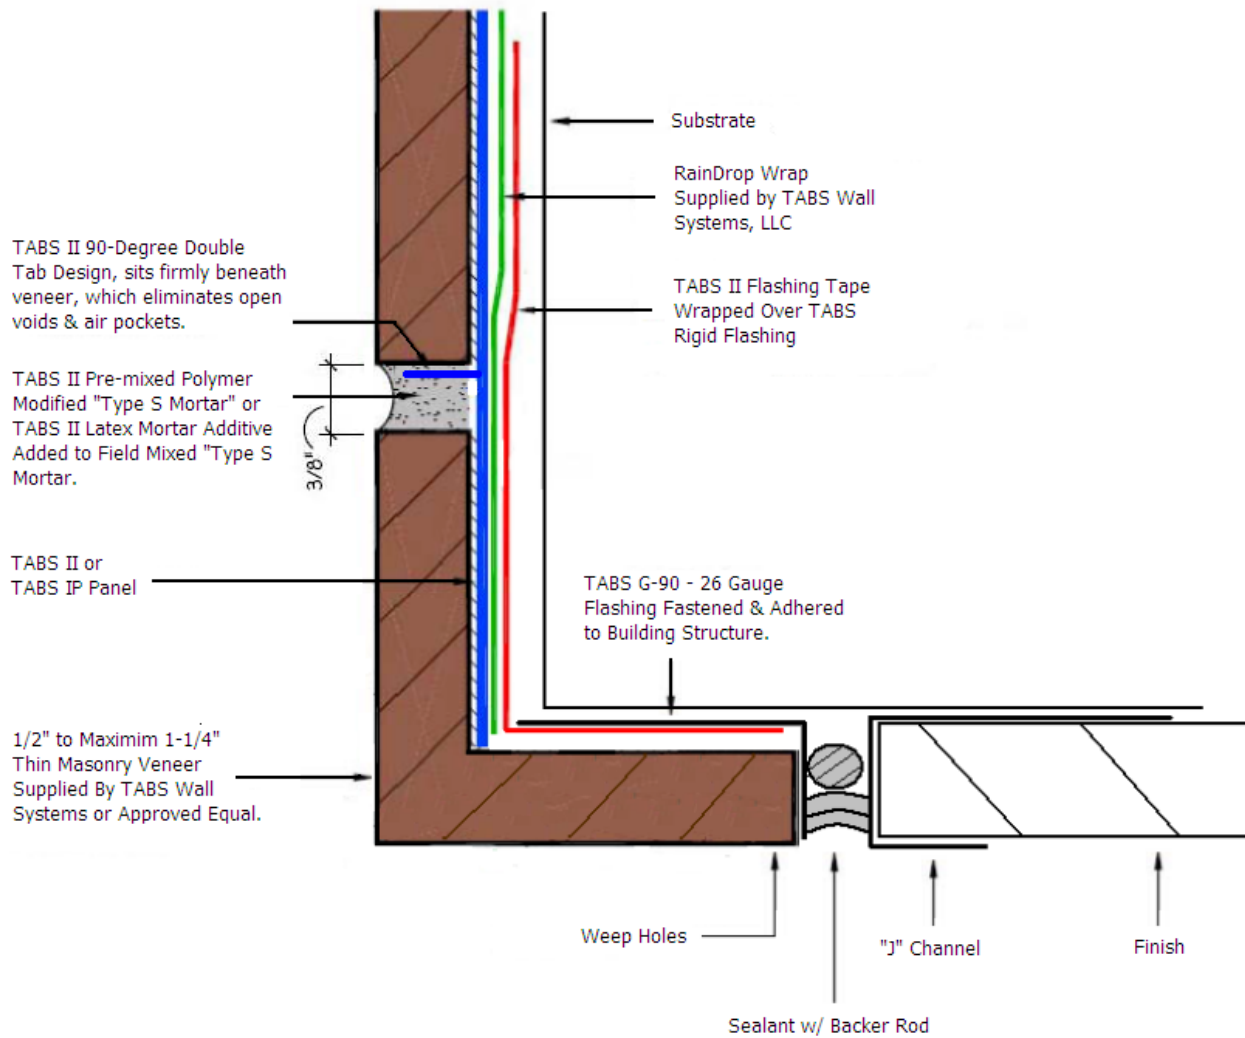 Substrate
RainDrop Wrap
Supplied by TABS Wall
Systems, LLC
TABS II 90-Degree Double
Tab Design, sits firmly beneath
veneer, which eliminates open
voids & air pockets.
TABS II Flashing Tape
Wrapped Over TABS
Rigid Flashing
TABS II Pre-mixed Polymer
Modified "Type S Mortar" or
TABS II Latex Mortar Additive
Added to Field Mixed "Type S
Mortar.
3/8"
TABS II or
TABS IP Panel
TABS G-90 - 26 Gauge
Flashing Fastened & Adhered
to Building Structure.
1/2" to Maximim 1-1/4"
Thin Masonry Veneer
Supplied By TABS Wall
Systems or Approved Equal.
Weep Holes
"J" Channel
Finish
Sealant w/ Backer Rod